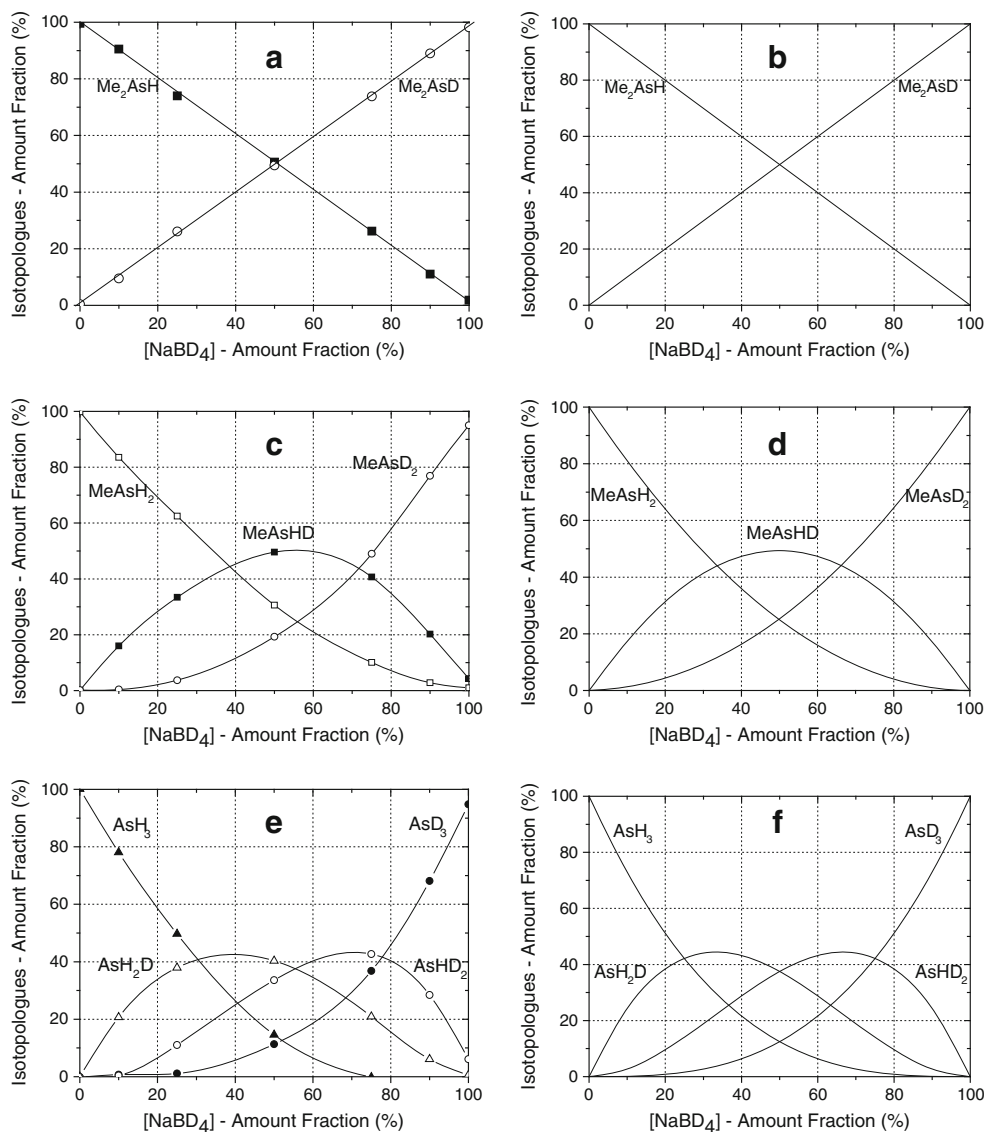 a
Me₂AsH
Me₂AsD
Isotopologues - Amount Fraction (%)
100
80
60
40
20
0
0 20 40 60 80 100
[NaBD₄] - Amount Fraction (%)
b
Me₂AsH
Me₂AsD
Isotopologues - Amount Fraction (%)
100
80
60
40
20
0
0 20 40 60 80 100
[NaBD₄] - Amount Fraction (%)
c
MeAsH₂
MeAsHD
MeAsD₂
Isotopologues - Amount Fraction (%)
100
80
60
40
20
0
0 20 40 60 80 100
[NaBD₄] - Amount Fraction (%)
d
MeAsH₂
MeAsHD
MeAsD₂
Isotopologues - Amount Fraction (%)
100
80
60
40
20
0
0 20 40 60 80 100
[NaBD₄] - Amount Fraction (%)
e
AsH₃
AsD₃
AsH₂D
AsHD₂
Isotopologues - Amount Fraction (%)
100
80
60
40
20
0
0 20 40 60 80 100
[NaBD₄] - Amount Fraction (%)
f
AsH₃
AsD₃
AsH₂D
AsHD₂
Isotopologues - Amount Fraction (%)
100
80
60
40
20
0
0 20 40 60 80 100
[NaBD₄] - Amount Fraction (%)